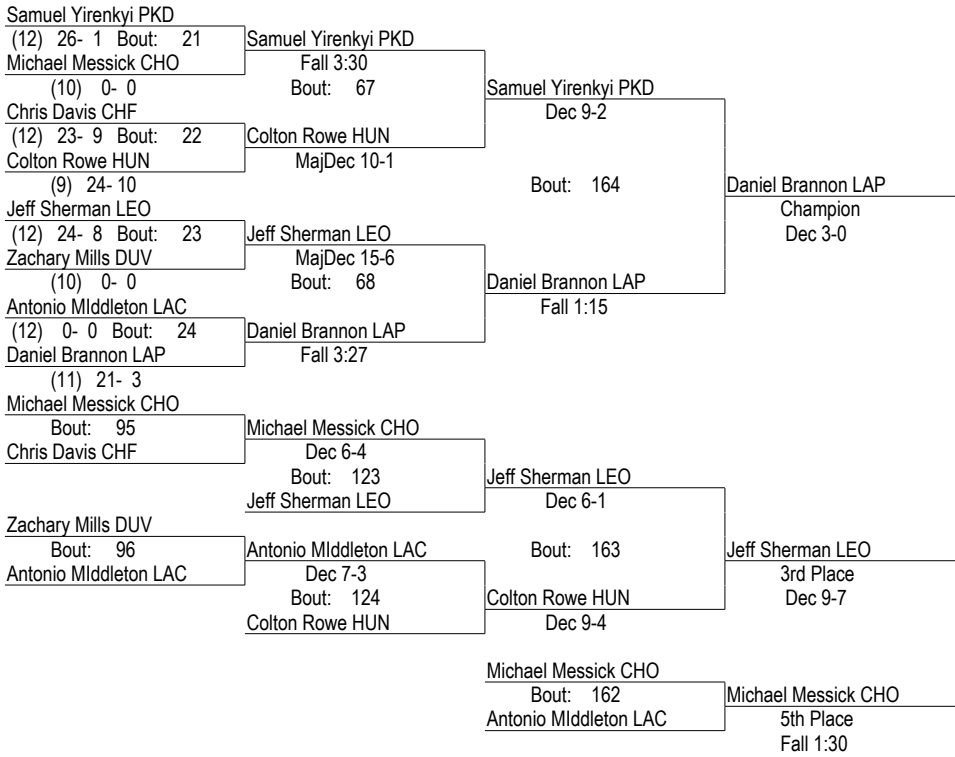 Samuel Yirenkyi PKD
(12) 26- 1 Bout: 21 Samuel Yirenkyi PKD
Michael Messick CHO Fall 3:30
(10) 0- 0 Bout: 67 Samuel Yirenkyi PKD
Chris Davis CHF Dec 9-2
(12) 23- 9 Bout: 22 Colton Rowe HUN
Colton Rowe HUN MajDec 10-1
(9) 24- 10 Bout: 164 Daniel Brannon LAP
Jeff Sherman LEO Champion
(12) 24- 8 Bout: 23 Jeff Sherman LEO Dec 3-0
Zachary Mills DUV MajDec 15-6
(10) 0- 0 Bout: 68 Daniel Brannon LAP
Antonio MIddleton LAC Fall 1:15
(12) 0- 0 Bout: 24 Daniel Brannon LAP
Daniel Brannon LAP Fall 3:27
(11) 21- 3
Michael Messick CHO
Bout: 95 Michael Messick CHO
Chris Davis CHF Dec 6-4
Bout: 123 Jeff Sherman LEO
Jeff Sherman LEO Dec 6-1
Zachary Mills DUV
Bout: 96 Antonio MIddleton LAC Bout: 163 Jeff Sherman LEO
Antonio MIddleton LAC Dec 7-3 3rd Place
Bout: 124 Colton Rowe HUN Dec 9-7
Colton Rowe HUN Dec 9-4
Michael Messick CHO
Bout: 162 Michael Messick CHO
Antonio MIddleton LAC 5th Place
Fall 1:30